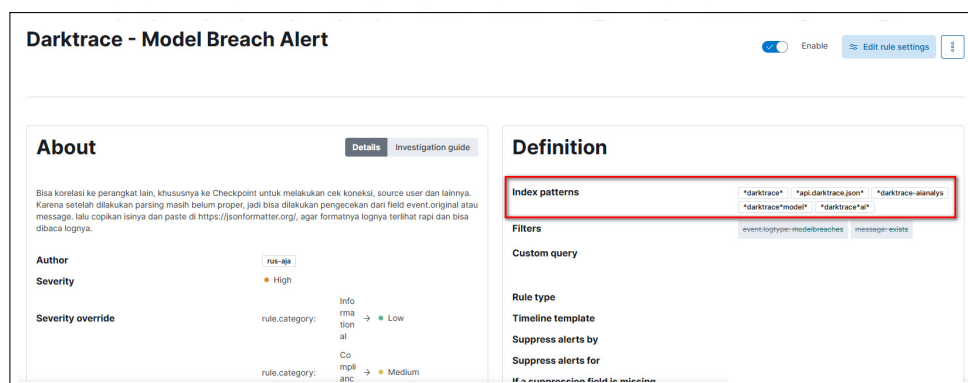 Darktrace - Model Breach Alert
Enable
Edit rule settings
About
Details
Investigation guide
Bisa korelasi ke perangkat lain, khususnya ke Checkpoint untuk melakukan cek koneksi, source user dan lainnya.
Karena setelah dilakukan parsing masih belum proper, jadi bisa dilakukan pengecekan dari field event.original atau
message. lalu copikan isinya dan paste di https://jsonformatter.org/, agar formatnya lognya terlihat rapi dan bisa
dibaca lognya.
Author
rus-aja
Severity
High
Severity override
rule.category:
Info
rma
tion
al
→
Low
rule.category:
Co
mpli
anc
→
Medium
Definition
Index patterns
*darktrace* *api.darktrace.json* *darktrace-aianalys
*darktrace*model* *darktrace*ai*
Filters
event.logtype: modelbreaches message: exists
Custom query
Rule type
Timeline template
Suppress alerts by
Suppress alerts for
If a suppression field is missing